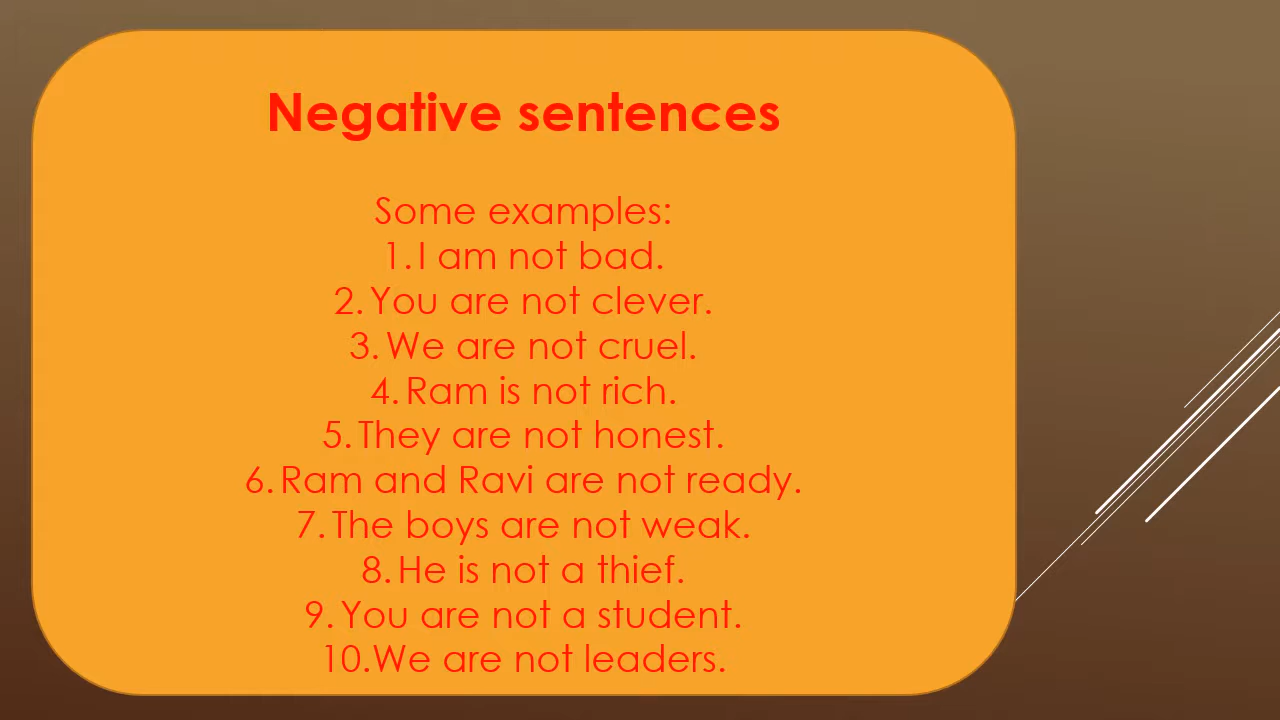 Negative sentences
Some examples:
1. I am not bad.
2. You are not clever.
3. We are not cruel.
4. Ram is not rich.
5. They are not honest.
6. Ram and Ravi are not ready.
7. The boys are not weak.
8. He is not a thief.
9. You are not a student.
10.We are not leaders.